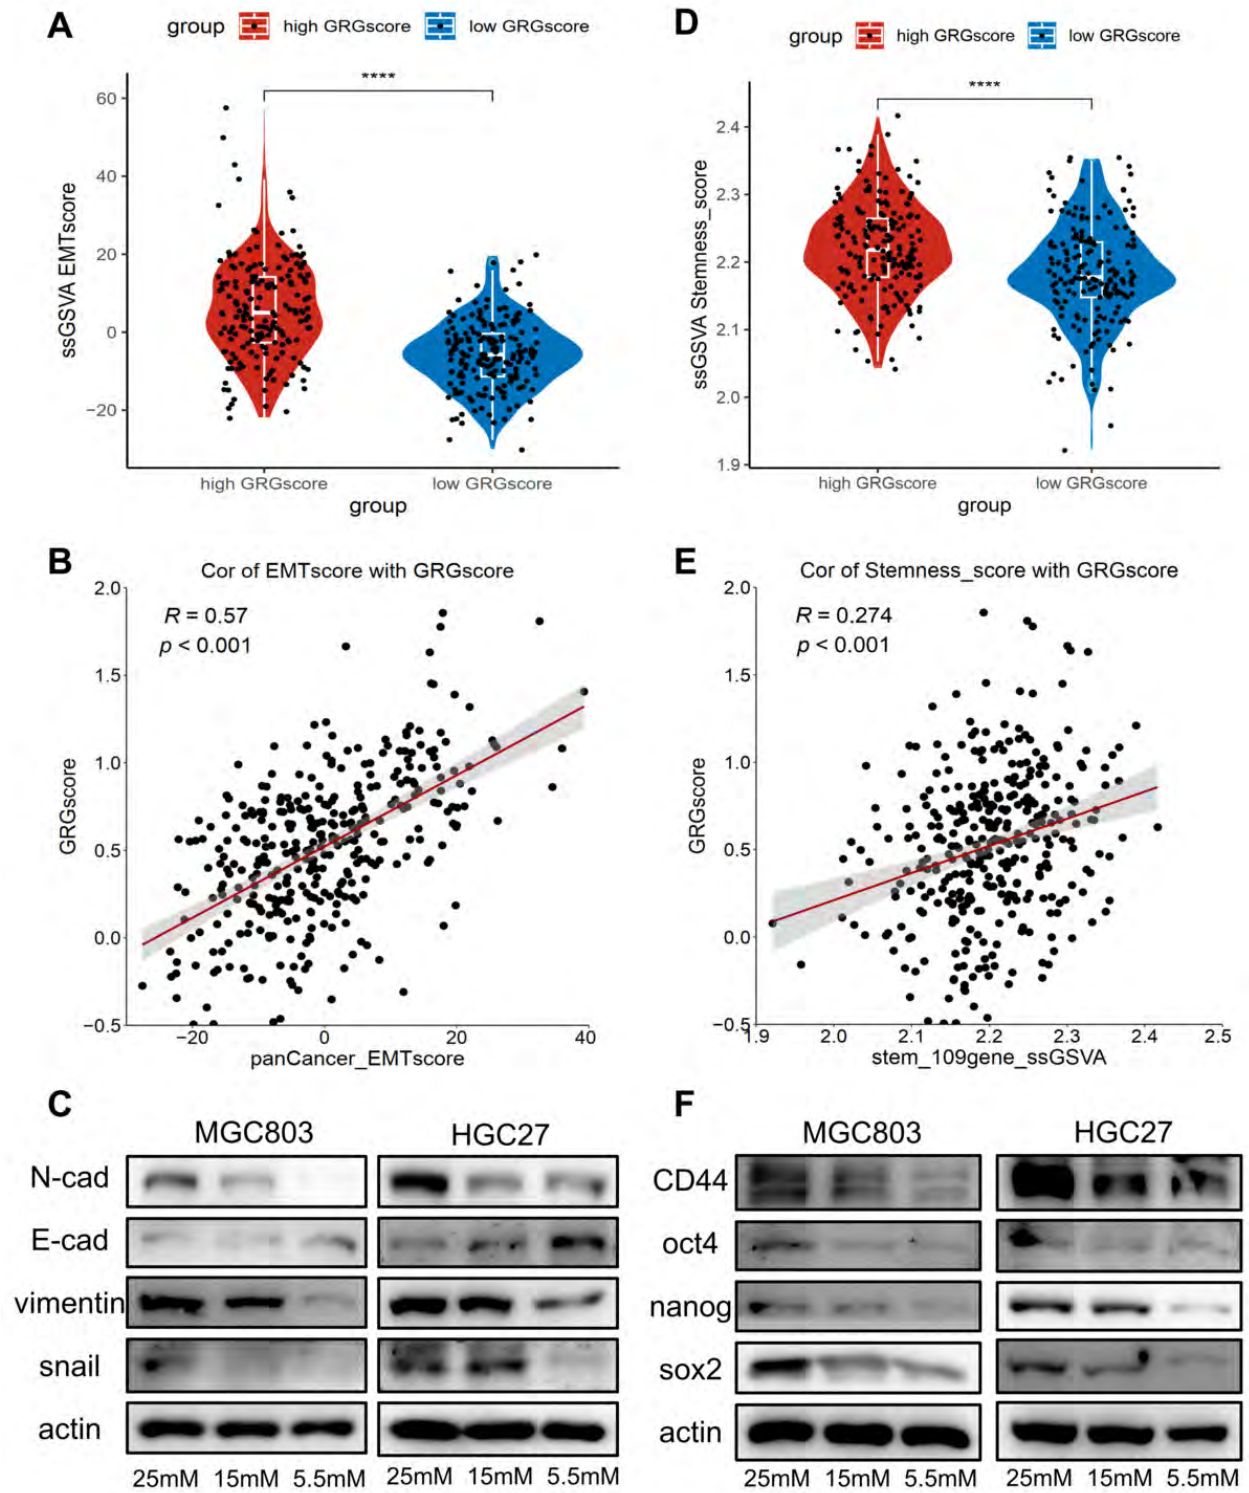 A
group high GRGscore low GRGscore
****
ssGSVA EMTscore
60
40
20
0
−20
high GRGscore low GRGscore
group
D
group high GRGscore low GRGscore
****
ssGSVA Stemness_score
2.4
2.3
2.2
2.1
2.0
1.9
high GRGscore low GRGscore
group
B
Cor of EMTscore with GRGscore
R = 0.57
p < 0.001
GRGscore
2.0
1.5
1.0
0.5
0.0
−0.5
−20 0 20 40
panCancer_EMTscore
E
Cor of Stemness_score with GRGscore
R = 0.274
p < 0.001
GRGscore
2.0
1.5
1.0
0.5
0.0
−0.5
1.9 2.0 2.1 2.2 2.3 2.4 2.5
stem_109gene_ssGSVA
C
MGC803 HGC27
N-cad
E-cad
vimentin
snail
actin
25mM 15mM 5.5mM 25mM 15mM 5.5mM
F
MGC803 HGC27
CD44
oct4
nanog
sox2
actin
25mM 15mM 5.5mM 25mM 15mM 5.5mM